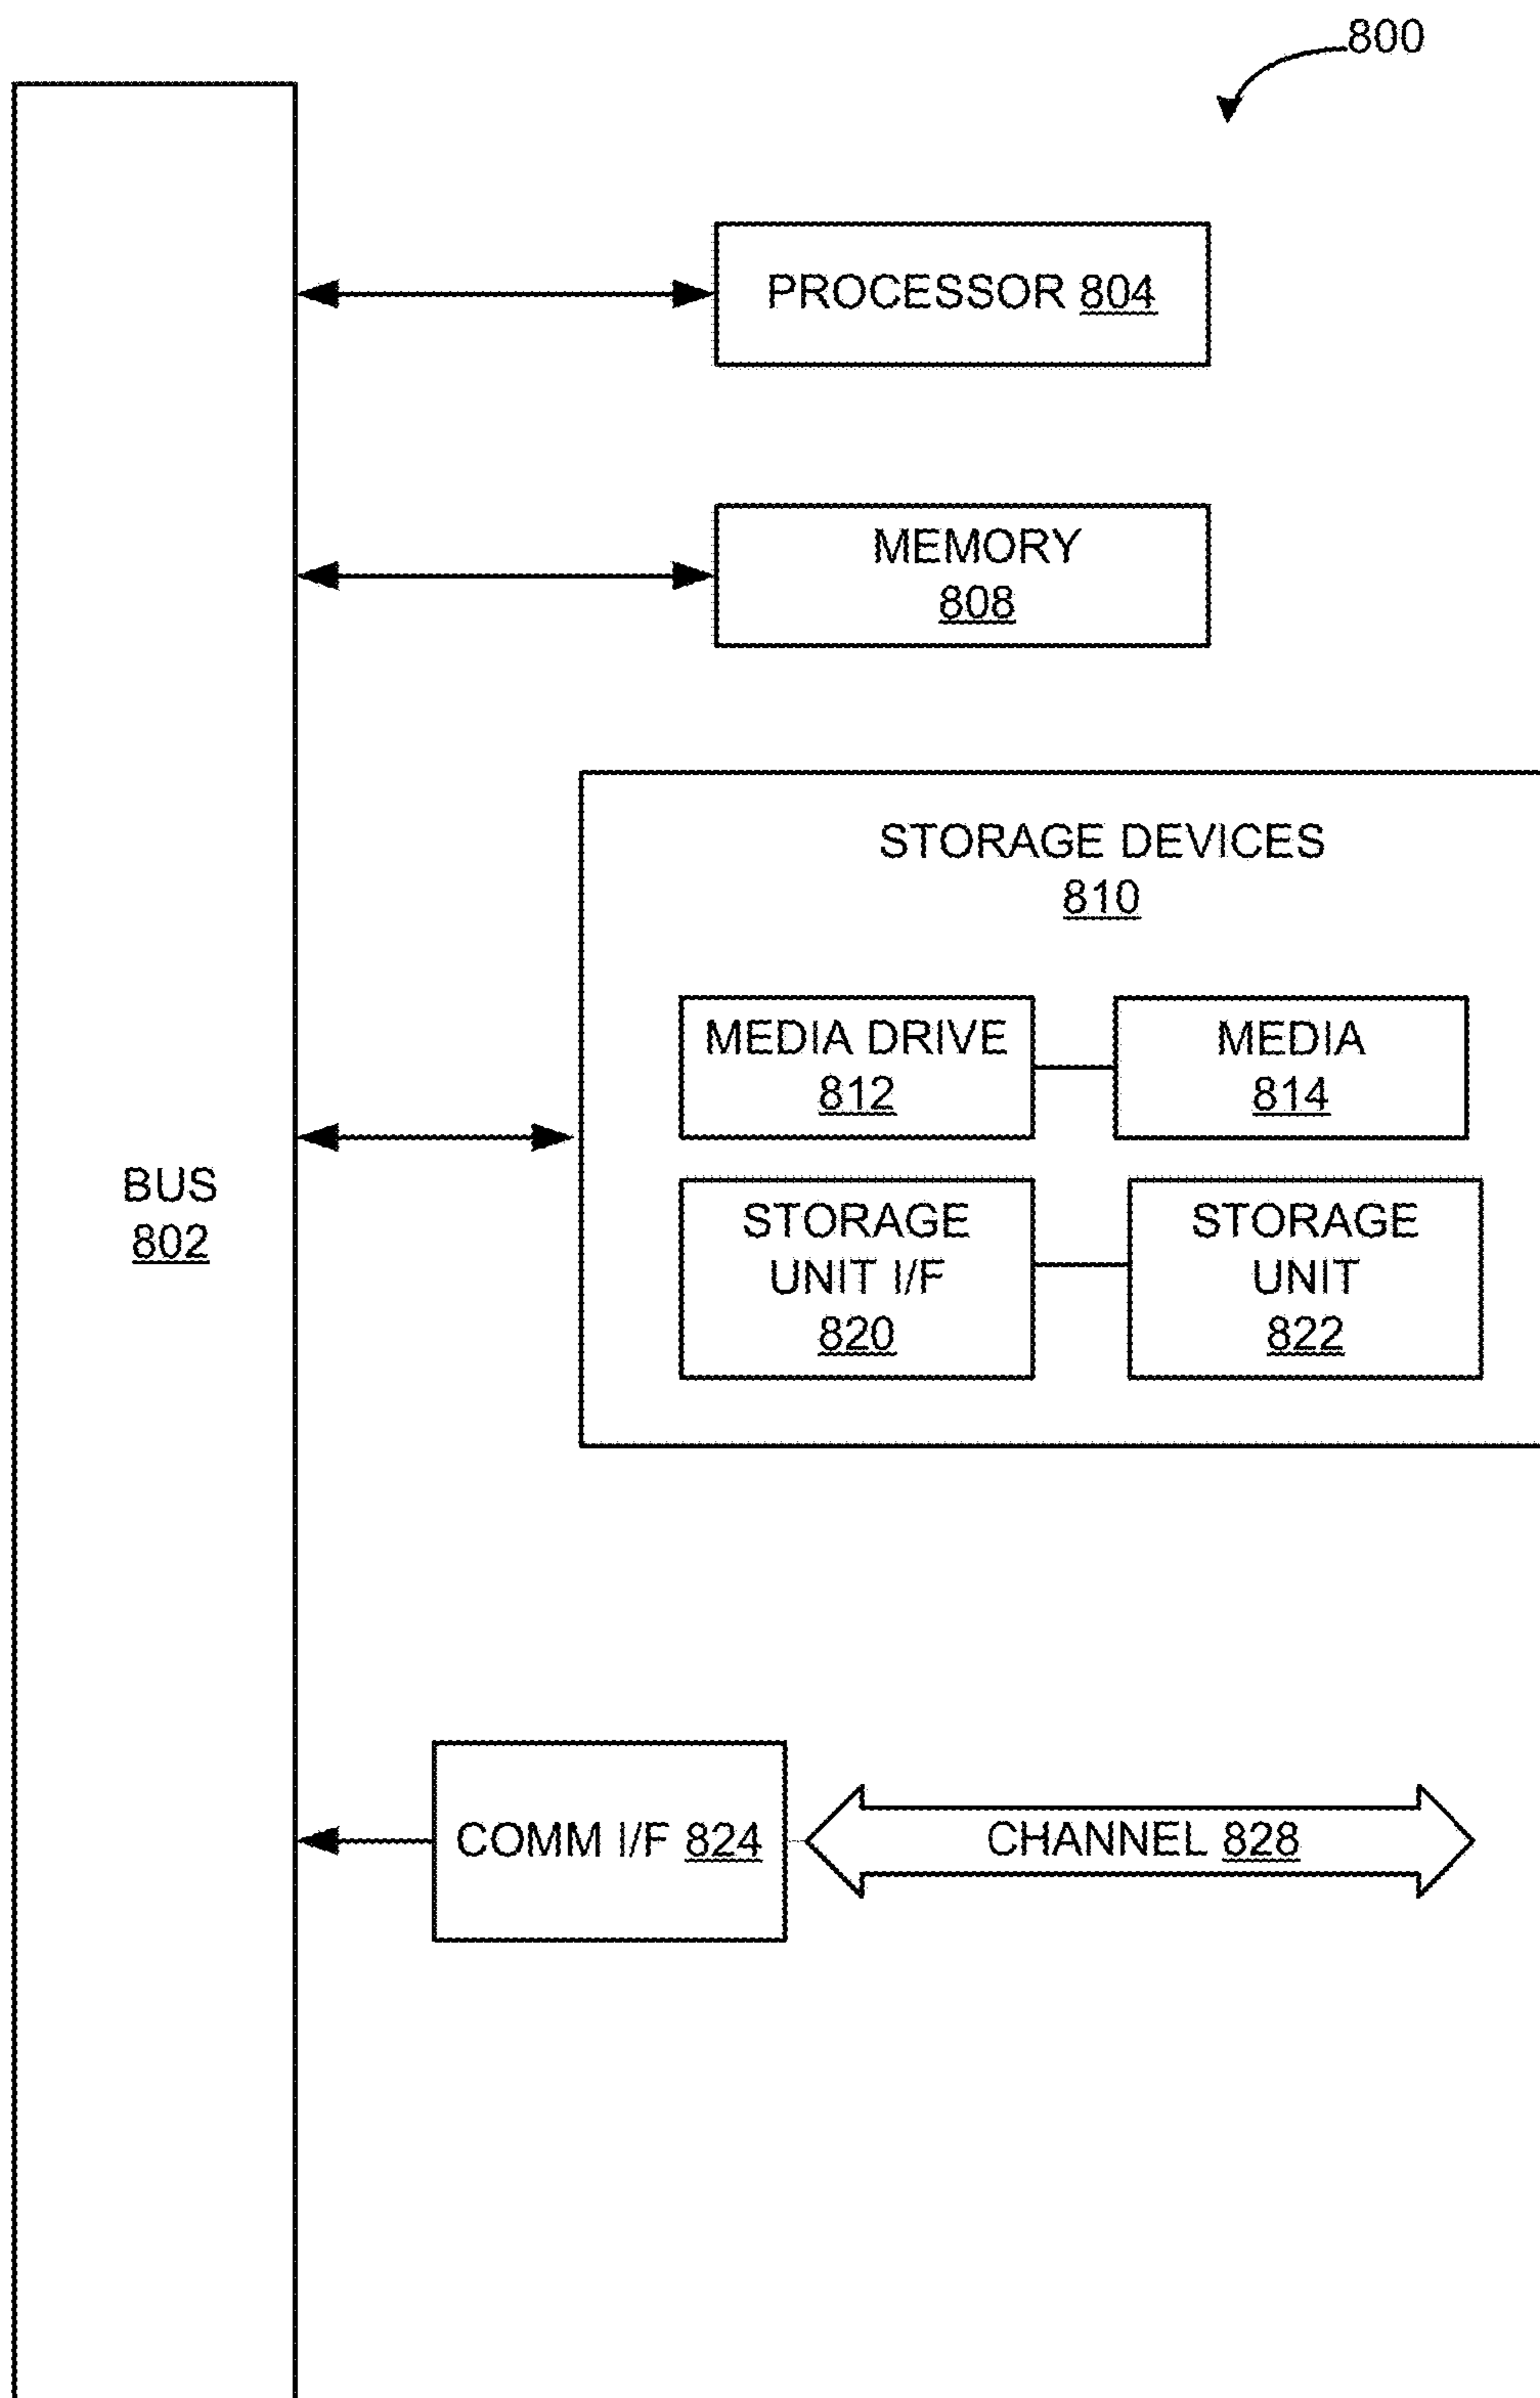 800
PROCESSOR 804
MEMORY
808
STORAGE DEVICES
810
MEDIA DRIVE
812
MEDIA
814
BUS
802
STORAGE
UNIT I/F
820
STORAGE
UNIT
822
COMM I/F 824
CHANNEL 828